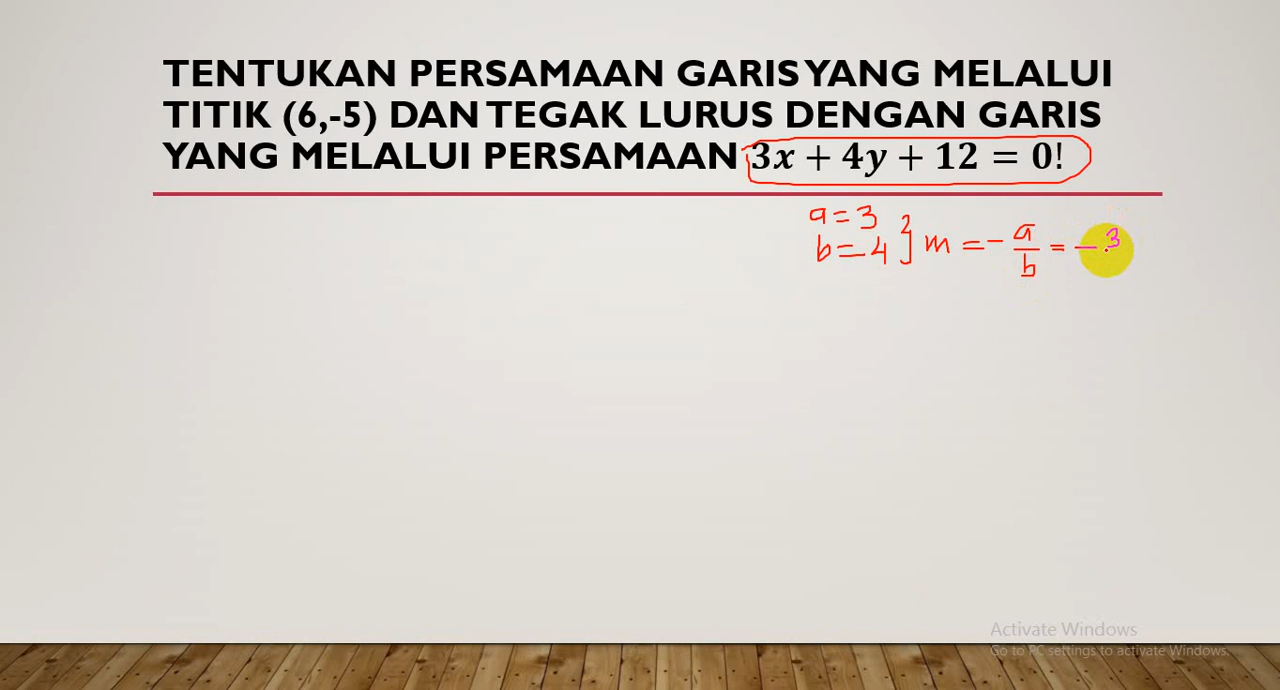 TENTUKAN PERSAMAAN GARIS YANG MELALUI
TITIK (6,-5) DAN TEGAK LURUS DENGAN GARIS
YANG MELALUI PERSAMAAN 3x + 4y + 12 = 0!
a = 3
b = 4 } m = - a/b = - 3
Activate Windows
Go to PC settings to activate Windows.